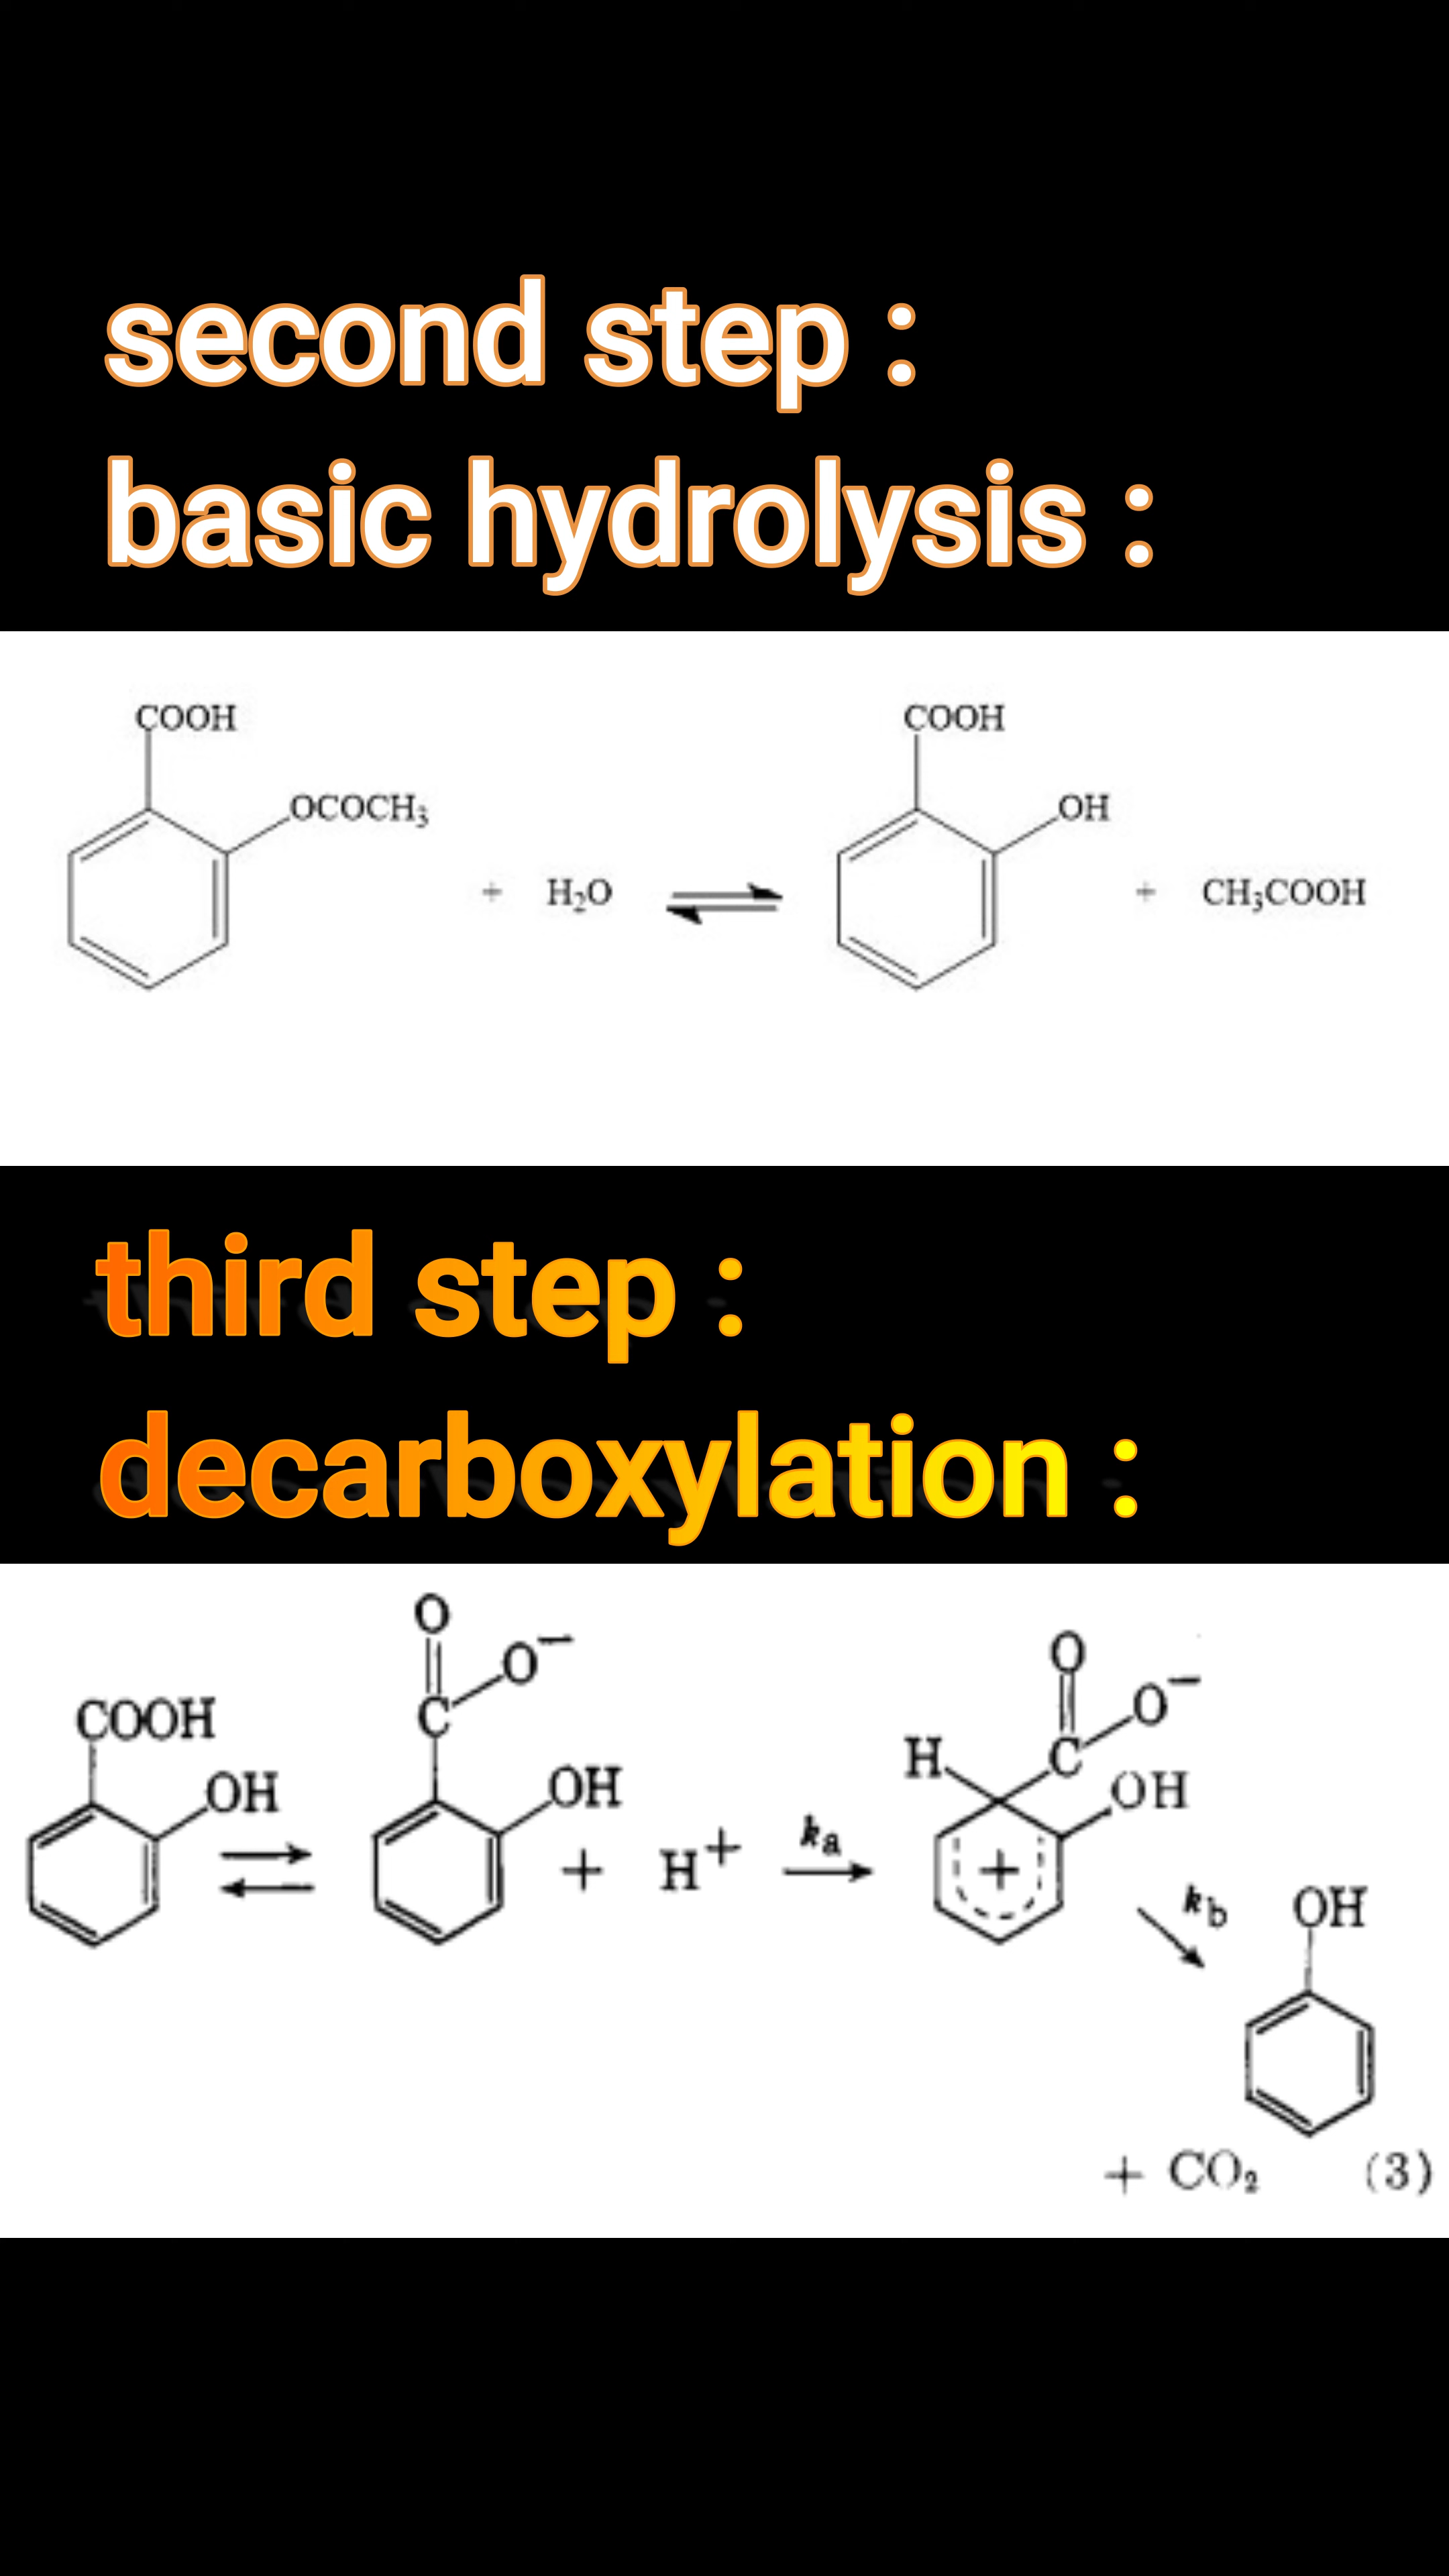 second step :
basic hydrolysis :
COOH
OCOCH₃
+ H₂O
COOH
OH
+ CH₃COOH
third step :
decarboxylation :
COOH
OH
O
O⁻
C
OH
+ H⁺
kₐ
O
O⁻
H
C
OH
+
k_b
OH
+ CO₂ (3)